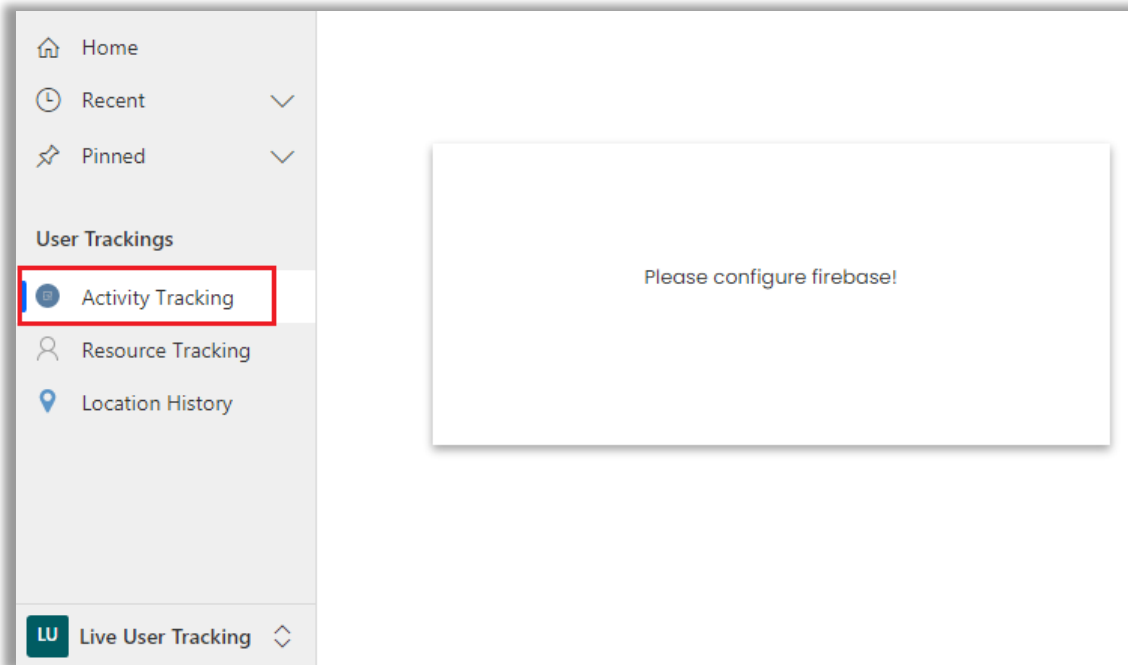 Home
Recent
Pinned
User Trackings
Activity Tracking
Resource Tracking
Location History
LU Live User Tracking
Please configure firebase!